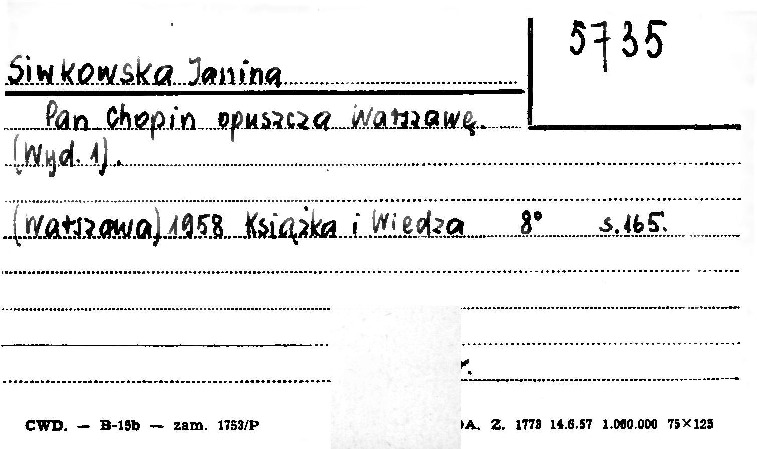 5735
Siwkowska Janina
Pan Chopin opuszcza Warszawę.
(Wyd. 1).
(Warszawa) 1958 Książka i Wiedza 8° s. 165.
r.
CWD. — B-15b — zam. 1753/P A. Z. 1773 14.6.57 1.000.000 75×125